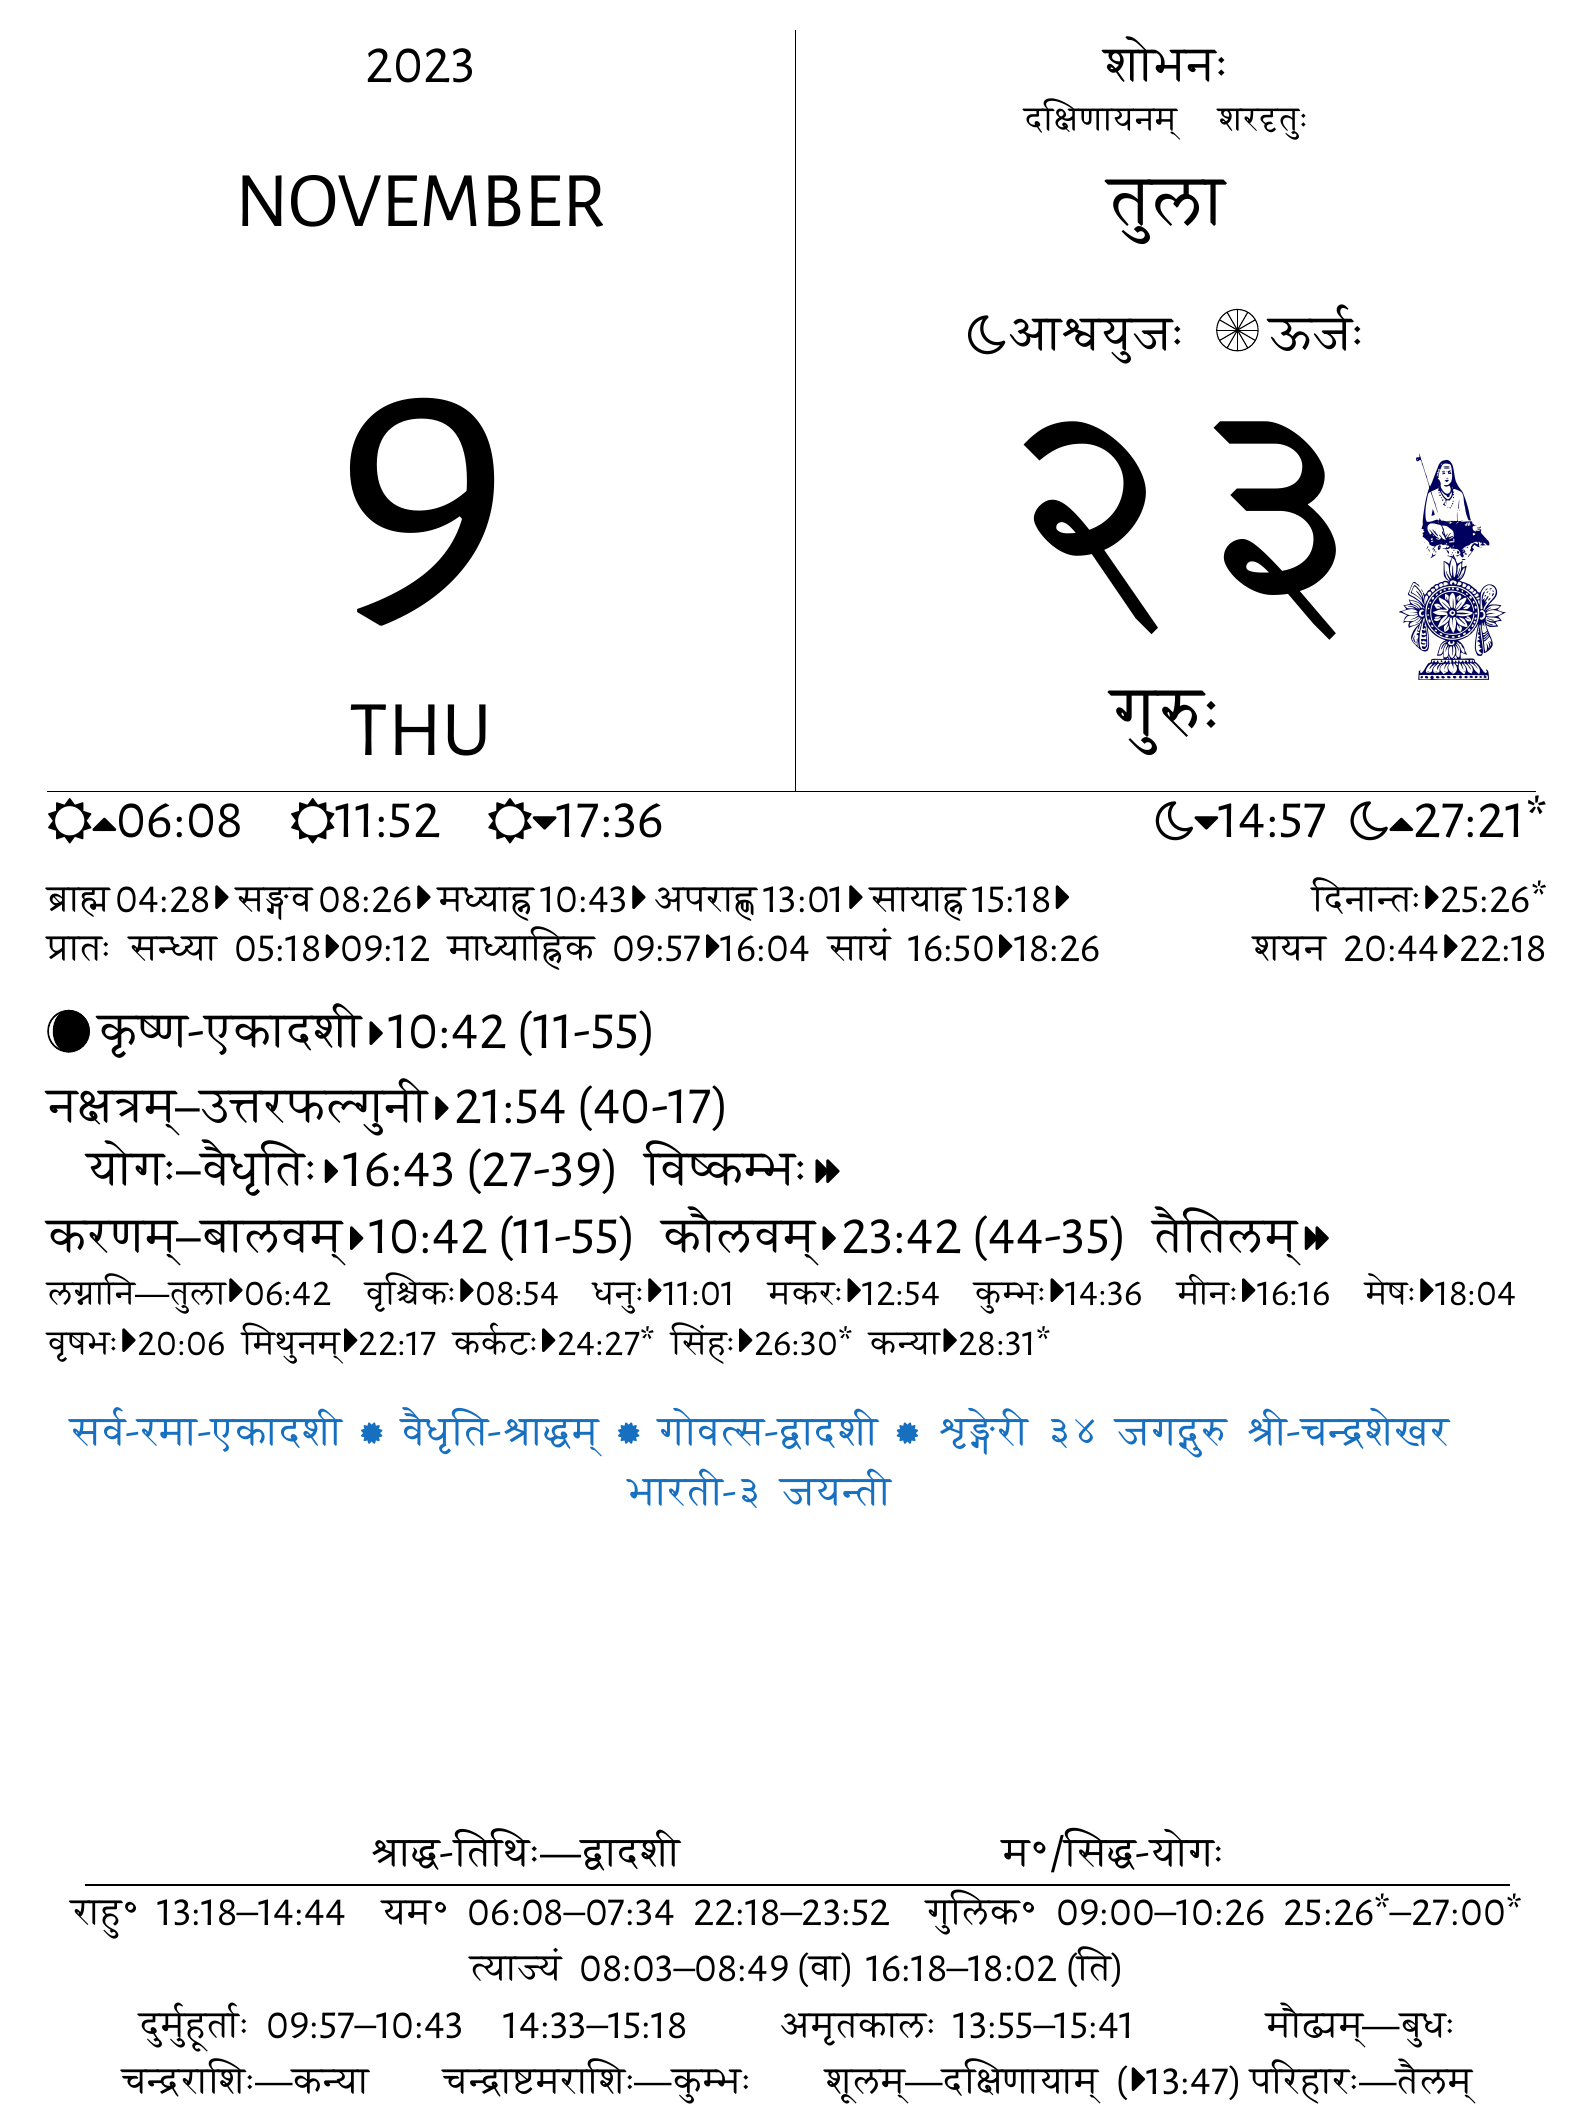 2023
NOVEMBER
9
THU
शोभनः
दक्षिणायनम् शरदृतुः
तुला
आश्वयुजः ऊर्जः
२३
गुरुः
06:08 11:52 17:36 14:57 27:21*
ब्राह्म 04:28 सङ्गव 08:26 मध्याह्न 10:43 अपराह्ण 13:01 सायाह्न 15:18 दिनान्तः 25:26*
प्रातः सन्ध्या 05:18 09:12 माध्याह्निक 09:57 16:04 सायं 16:50 18:26 शयन 20:44 22:18
कृष्ण-एकादशी 10:42 (11-55)
नक्षत्रम्–उत्तरफल्गुनी 21:54 (40-17)
योगः–वैधृतिः 16:43 (27-39) विष्कम्भः
करणम्–बालवम् 10:42 (11-55) कौलवम् 23:42 (44-35) तैतिलम्
लग्नानि—तुला 06:42 वृश्चिकः 08:54 धनुः 11:01 मकरः 12:54 कुम्भः 14:36 मीनः 16:16 मेषः 18:04
वृषभः 20:06 मिथुनम् 22:17 कर्कटः 24:27* सिंहः 26:30* कन्या 28:31*
सर्व-रमा-एकादशी वैधृति-श्राद्धम् गोवत्स-द्वादशी शृङ्गेरी ३४ जगद्गुरु श्री-चन्द्रशेखर
भारती-३ जयन्ती
श्राद्ध-तिथिः—द्वादशी म॰/सिद्ध-योगः
राहु॰ 13:18–14:44 यम॰ 06:08–07:34 22:18–23:52 गुलिक॰ 09:00–10:26 25:26*–27:00*
त्याज्यं 08:03–08:49 (वा) 16:18–18:02 (ति)
दुर्मुहूर्ताः 09:57–10:43 14:33–15:18 अमृतकालः 13:55–15:41 मौढ्यम्—बुधः
चन्द्रराशिः—कन्या चन्द्राष्टमराशिः—कुम्भः शूलम्—दक्षिणायाम् (13:47) परिहारः—तैलम्